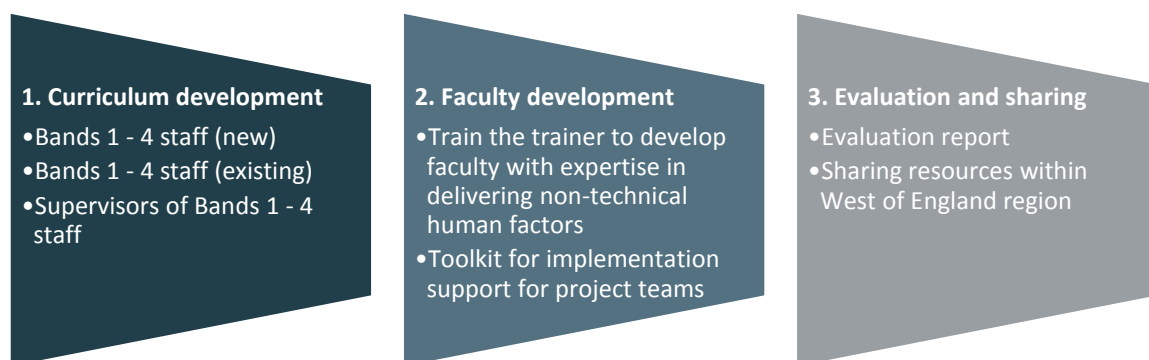 1. Curriculum development
•Bands 1 - 4 staff (new)
•Bands 1 - 4 staff (existing)
•Supervisors of Bands 1 - 4
staff
2. Faculty development
•Train the trainer to develop
faculty with expertise in
delivering non-technical
human factors
•Toolkit for implementation
support for project teams
3. Evaluation and sharing
•Evaluation report
•Sharing resources within
West of England region